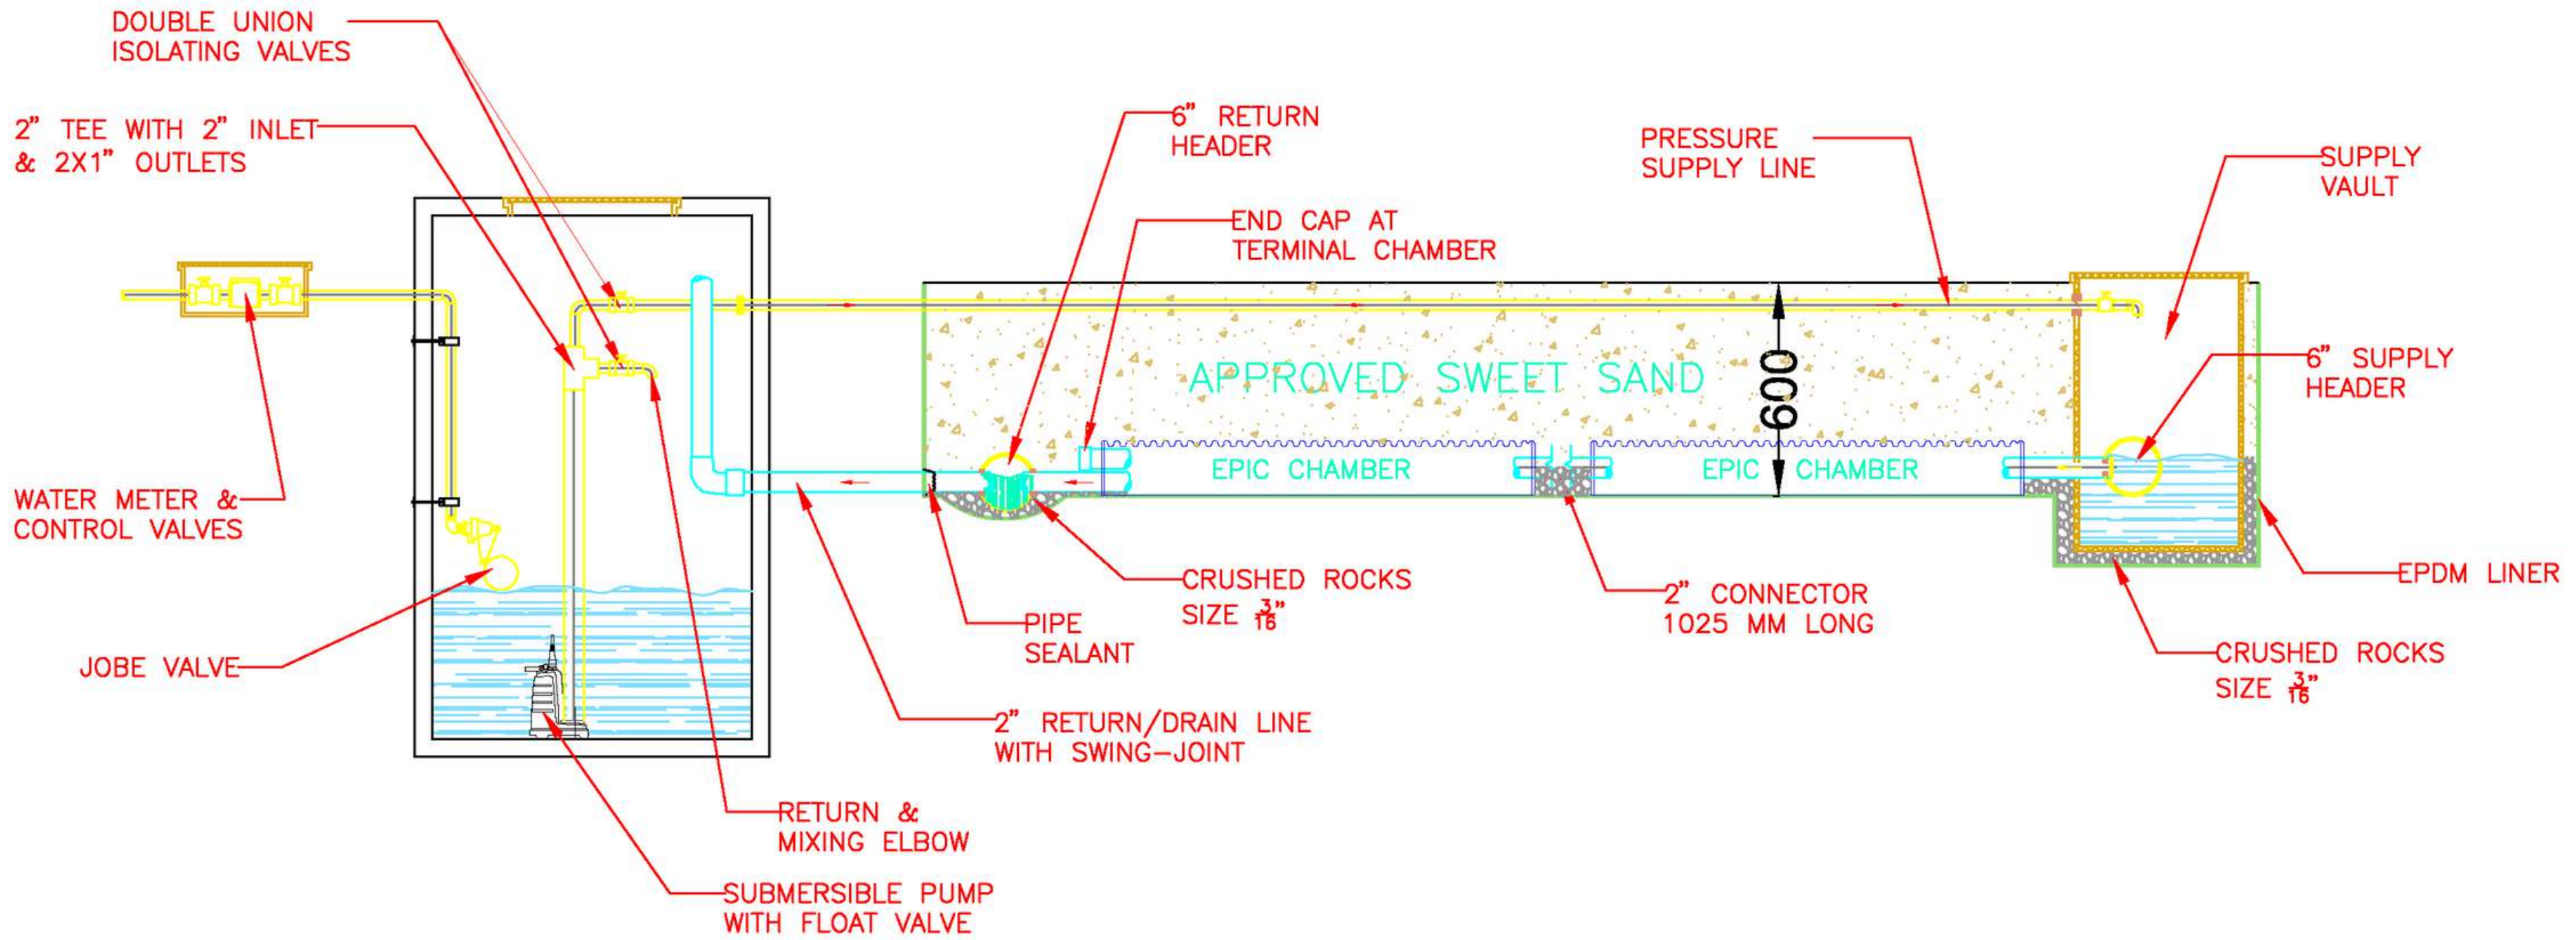 DOUBLE UNION
ISOLATING VALVES
2" TEE WITH 2" INLET
& 2X1" OUTLETS
WATER METER &
CONTROL VALVES
JOBE VALVE
6" RETURN
HEADER
END CAP AT
TERMINAL CHAMBER
PRESSURE
SUPPLY LINE
SUPPLY
VAULT
6" SUPPLY
HEADER
APPROVED SWEET SAND
600
EPIC CHAMBER
EPIC CHAMBER
CRUSHED ROCKS
SIZE 3/16"
PIPE
SEALANT
2" CONNECTOR
1025 MM LONG
EPDM LINER
CRUSHED ROCKS
SIZE 3/16"
2" RETURN/DRAIN LINE
WITH SWING-JOINT
RETURN &
MIXING ELBOW
SUBMERSIBLE PUMP
WITH FLOAT VALVE